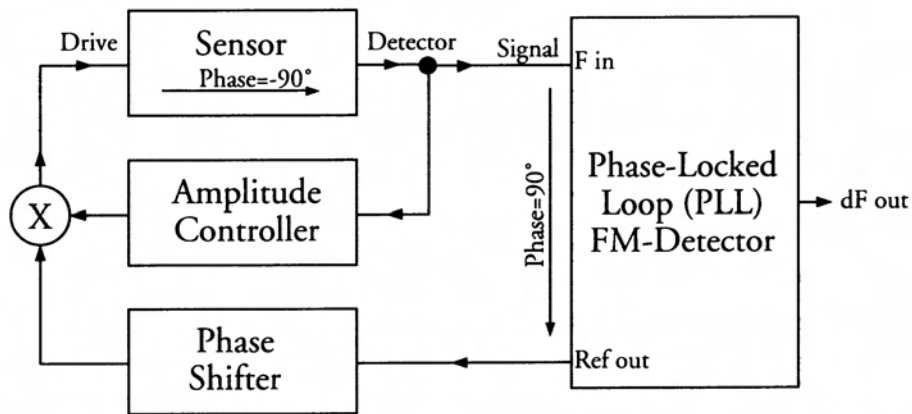 Drive
Sensor
Phase=-90°
Detector
Signal
F in
Phase=90°
Phase-Locked
Loop (PLL)
FM-Detector
dF out
X
Amplitude
Controller
Phase
Shifter
Ref out